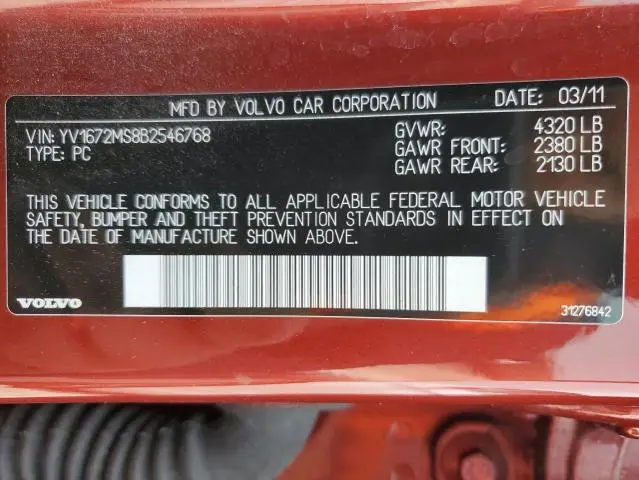 MFD BY VOLVO CAR CORPORATION DATE: 03/11
VIN: YV1672MS8B2546768 GVWR: 4320 LB
TYPE: PC GAWR FRONT: 2380 LB
GAWR REAR: 2130 LB
THIS VEHICLE CONFORMS TO ALL APPLICABLE FEDERAL MOTOR VEHICLE
SAFETY, BUMPER AND THEFT PREVENTION STANDARDS IN EFFECT ON
THE DATE OF MANUFACTURE SHOWN ABOVE.
VOLVO 31276842